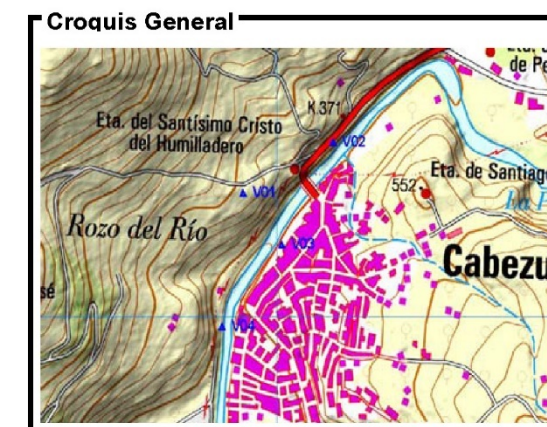 Croquis General
de Pe
K.371
Eta. del Santísimo Cristo
del Humilladero
V02
Eta. de Santiag
552
V01
La
Rozo del Río
V03
Cabezu
sé
V04